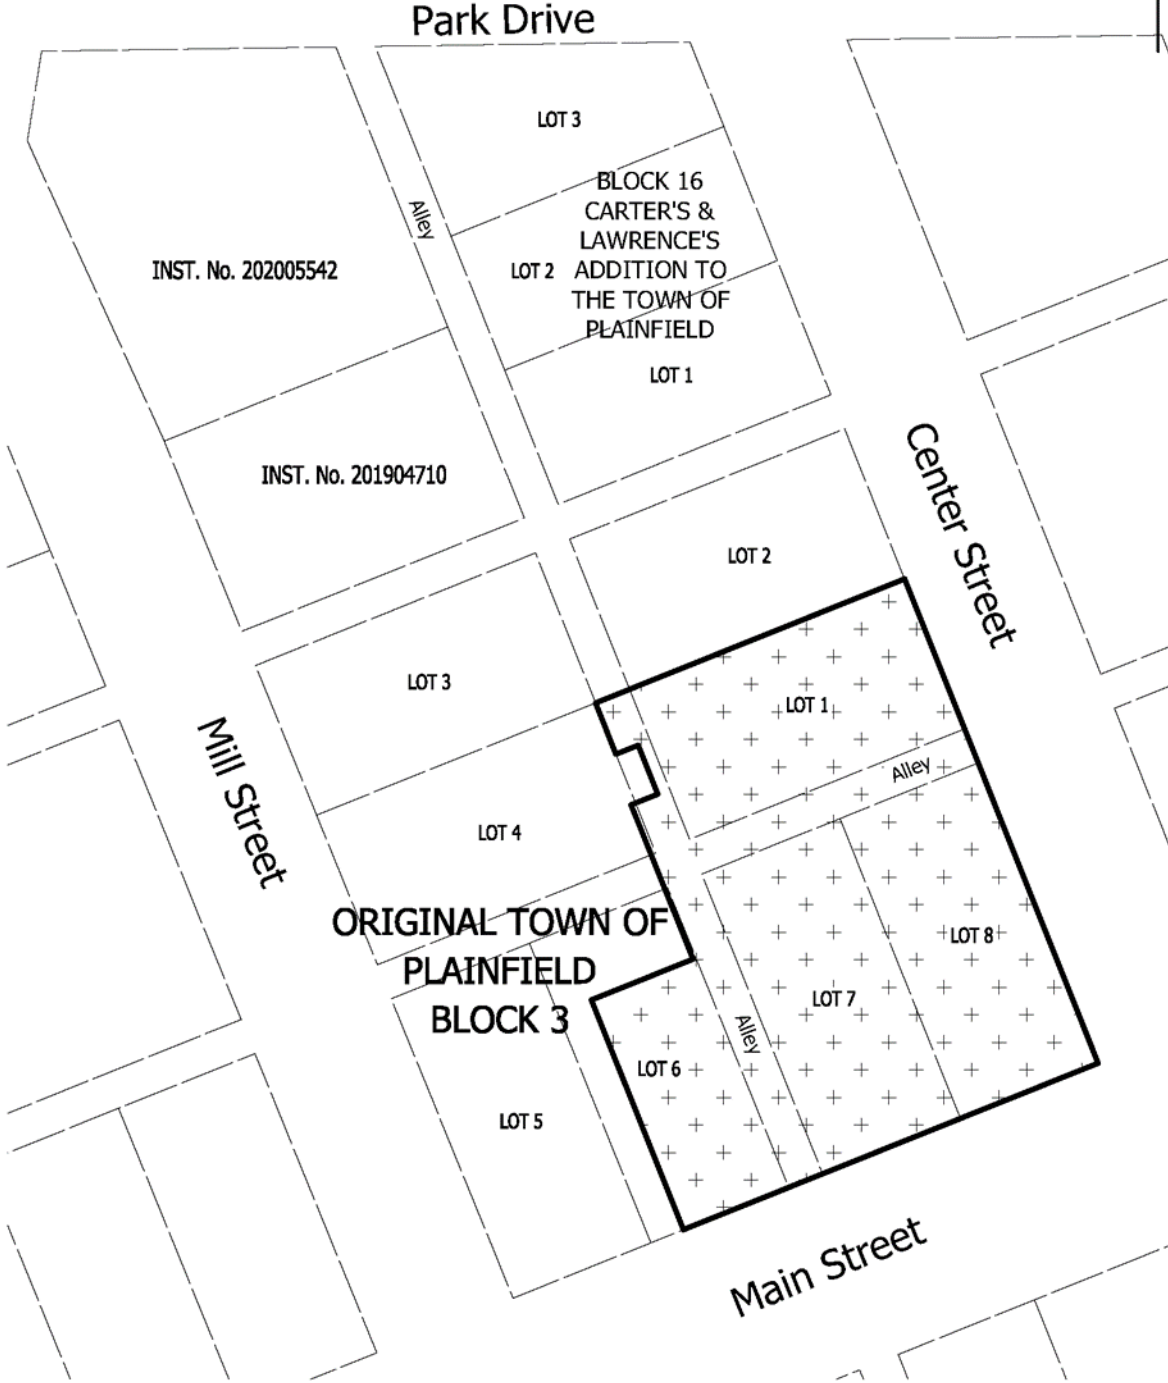 Park Drive
LOT 3
BLOCK 16
CARTER'S &
LAWRENCE'S
ADDITION TO
THE TOWN OF
PLAINFIELD
Alley
INST. No. 202005542
LOT 2
LOT 1
INST. No. 201904710
Center Street
LOT 2
LOT 3
LOT 1
Mill Street
Alley
LOT 4
ORIGINAL TOWN OF
PLAINFIELD
BLOCK 3
LOT 8
LOT 7
Alley
LOT 6
LOT 5
Main Street